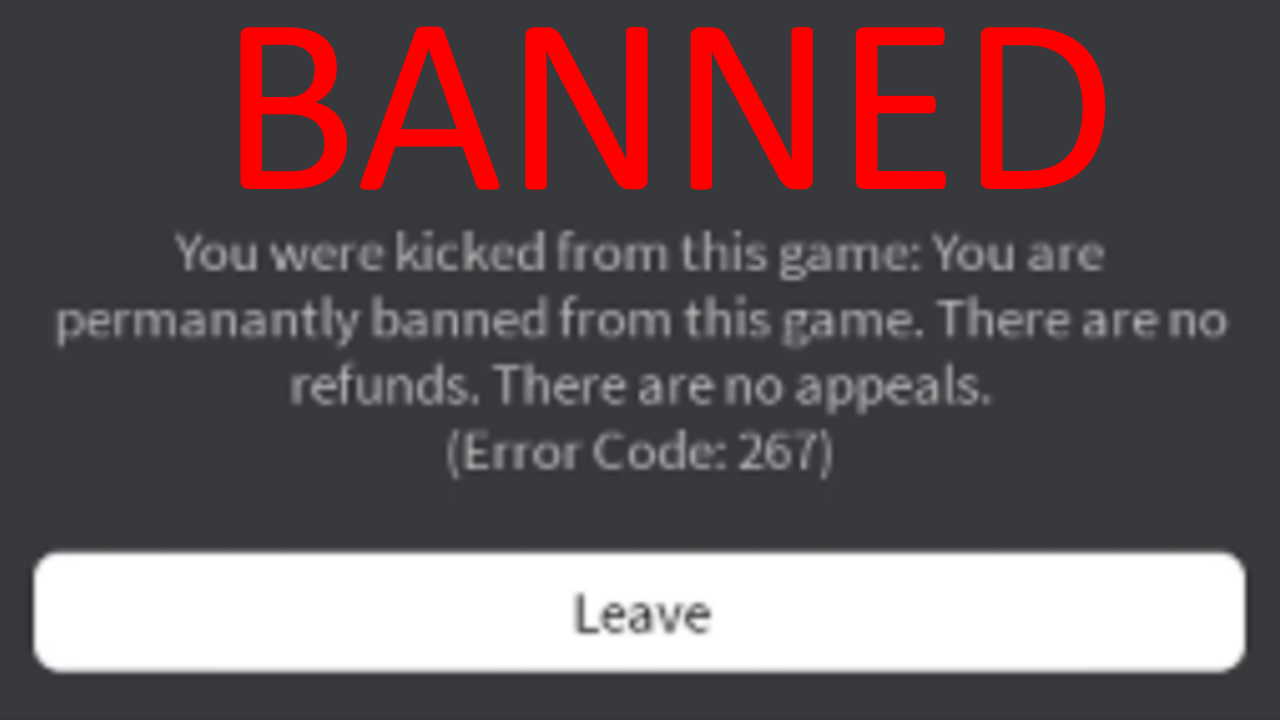 BANNED
You were kicked from this game: You are
permanantly banned from this game. There are no
refunds. There are no appeals.
(Error Code: 267)
Leave